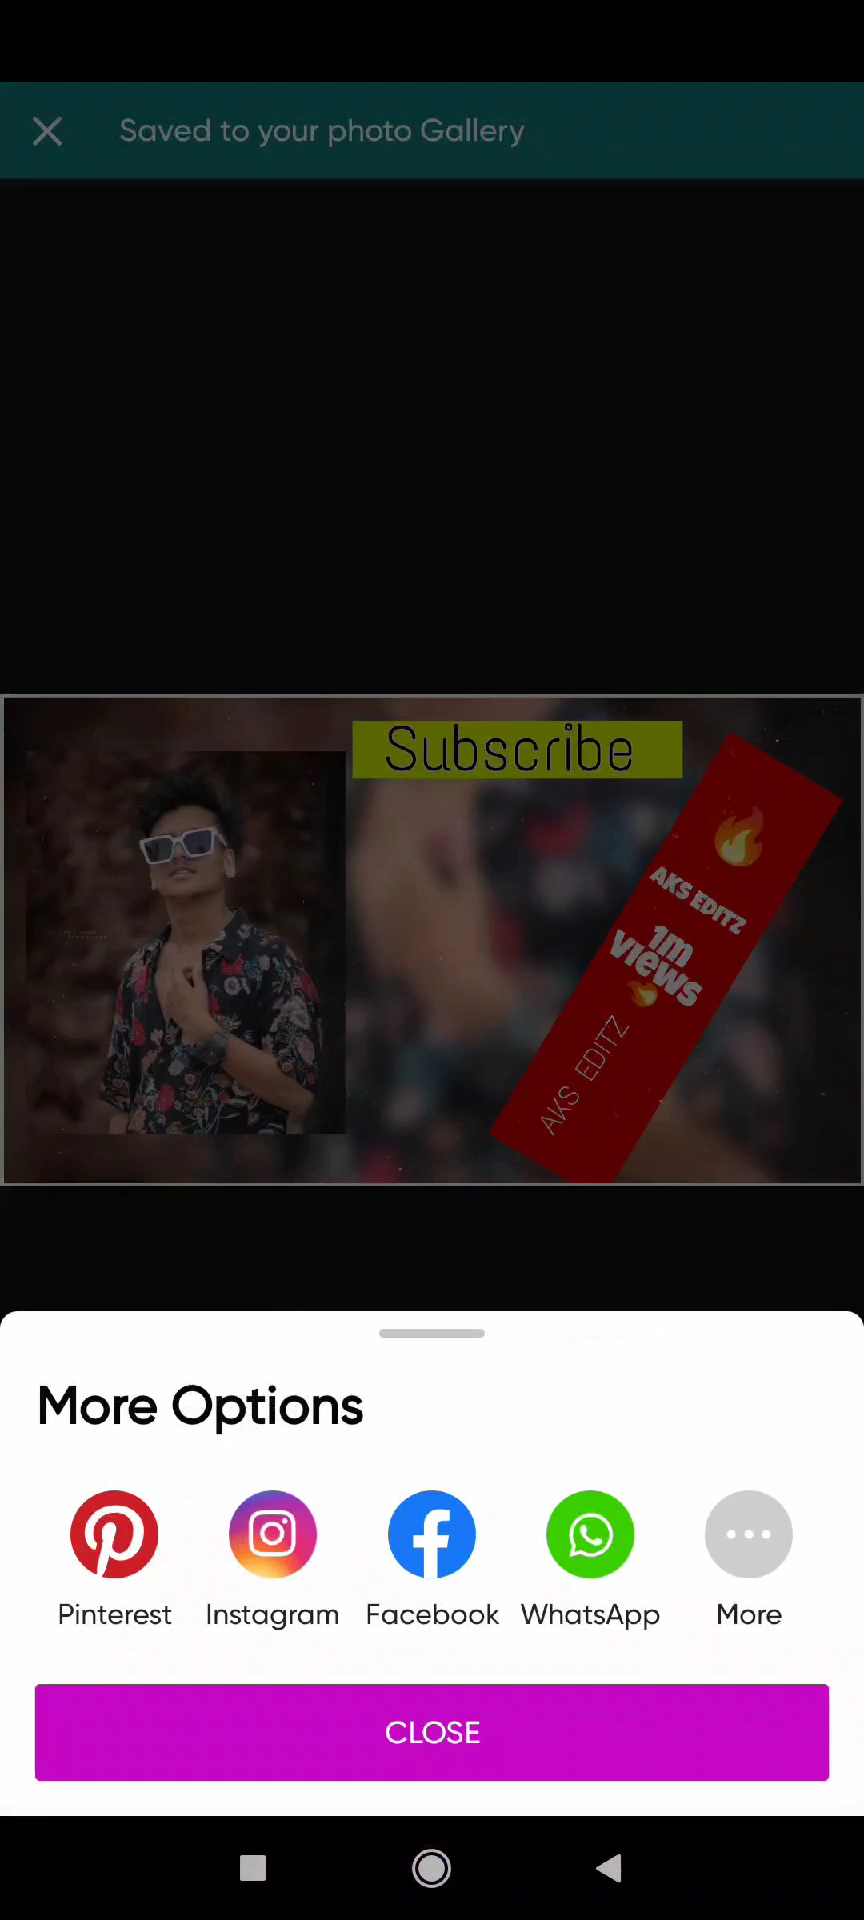 Saved to your photo Gallery
Subscribe
AKS EDITZ
1m
views
AKS EDITZ
More Options
Pinterest
Instagram
Facebook
WhatsApp
More
CLOSE